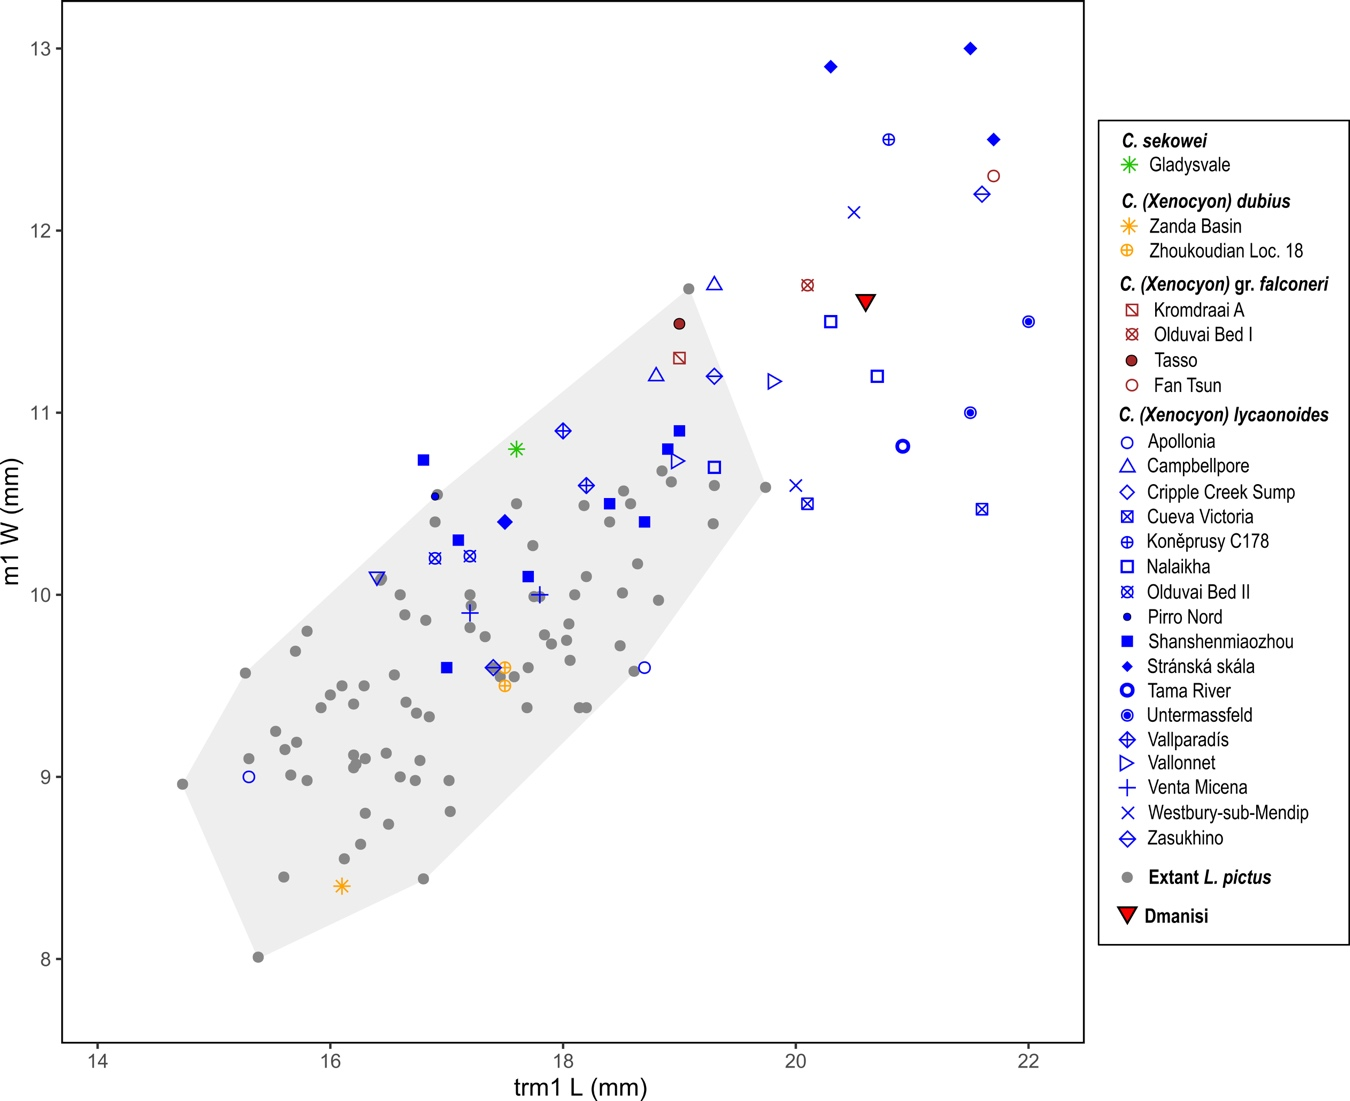 13
12
11
10
9
8
m1 W (mm)
14
16
18
20
22
trm1 L (mm)
C. sekowei
Gladysvale
C. (Xenocyon) dubius
Zanda Basin
Zhoukoudian Loc. 18
C. (Xenocyon) gr. falconeri
Kromdraai A
Olduvai Bed I
Tasso
Fan Tsun
C. (Xenocyon) lycaonoides
Apollonia
Campbellpore
Cripple Creek Sump
Cueva Victoria
Koněprusy C178
Nalaikha
Olduvai Bed II
Pirro Nord
Shanshenmiaozhou
Stránská skála
Tama River
Untermassfeld
Vallparadís
Vallonnet
Venta Micena
Westbury-sub-Mendip
Zasukhino
Extant L. pictus
Dmanisi